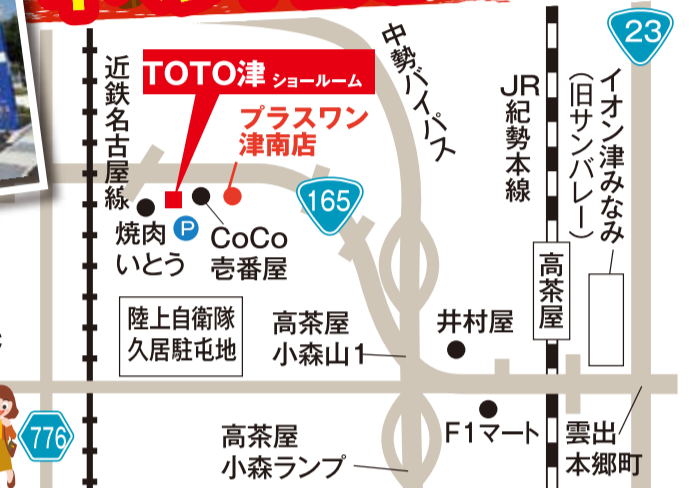 23
近鉄名古屋線
TOTO津 ショールーム
中勢バイパス
JR紀勢本線
イオン津みなみ
(旧サンバレー)
プラスワン
津南店
165
焼肉
いとう
P
CoCo
壱番屋
高茶屋
陸上自衛隊
久居駐屯地
高茶屋
小森山1
井村屋
776
高茶屋
小森ランプ
F1マート
雲出
本郷町